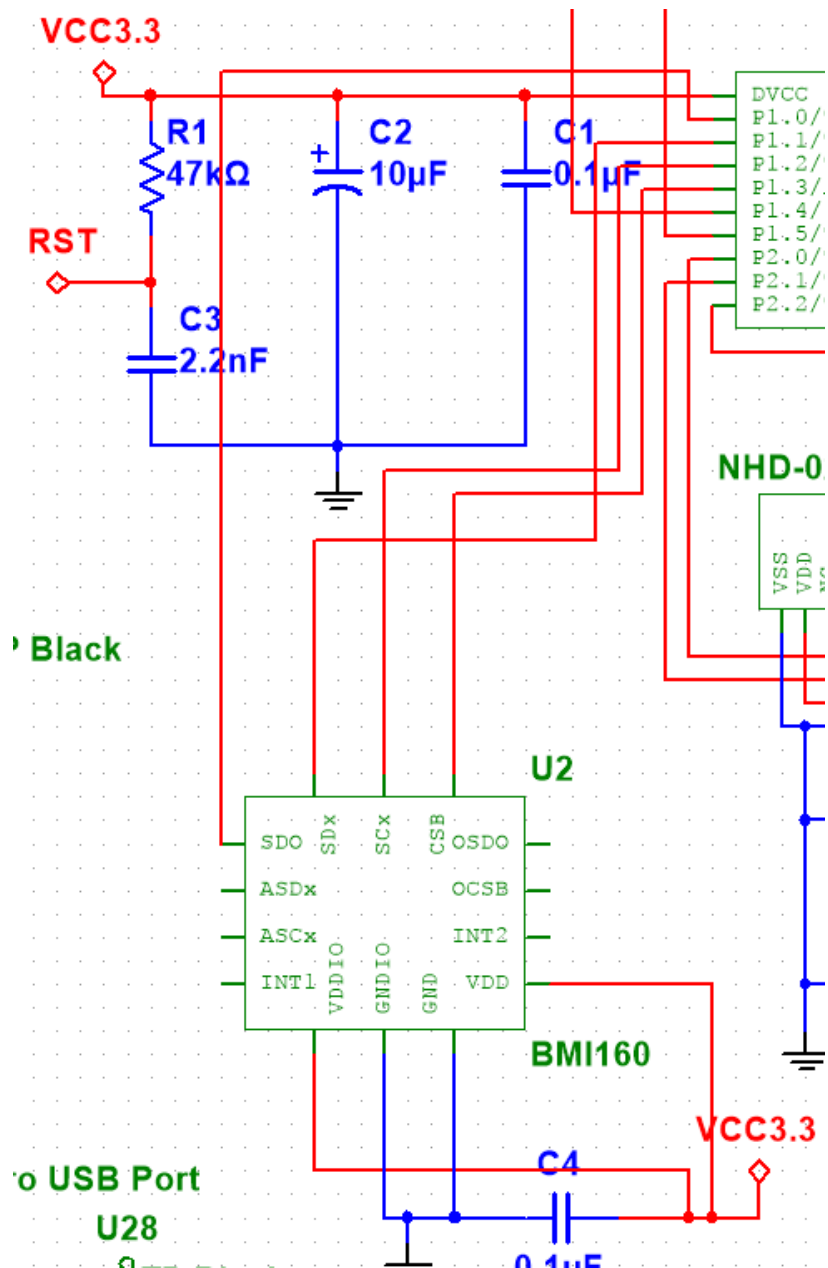 VCC3.3
R1
47kΩ
C2
10µF
C1
0.1µF
RST
C3
2.2nF
DVCC
P1.0/
P1.1/
P1.2/
P1.3/
P1.4/
P1.5/
P2.0/
P2.1/
P2.2/
NHD-0
VSS
VDD
Black
U2
SDO
SDx
SCx
CSB
OSDO
ASDx
OCSB
ASCx
INT2
INT1
VDDIO
GNDIO
GND
VDD
BMI160
VCC3.3
C4
0.1µF
o USB Port
U28